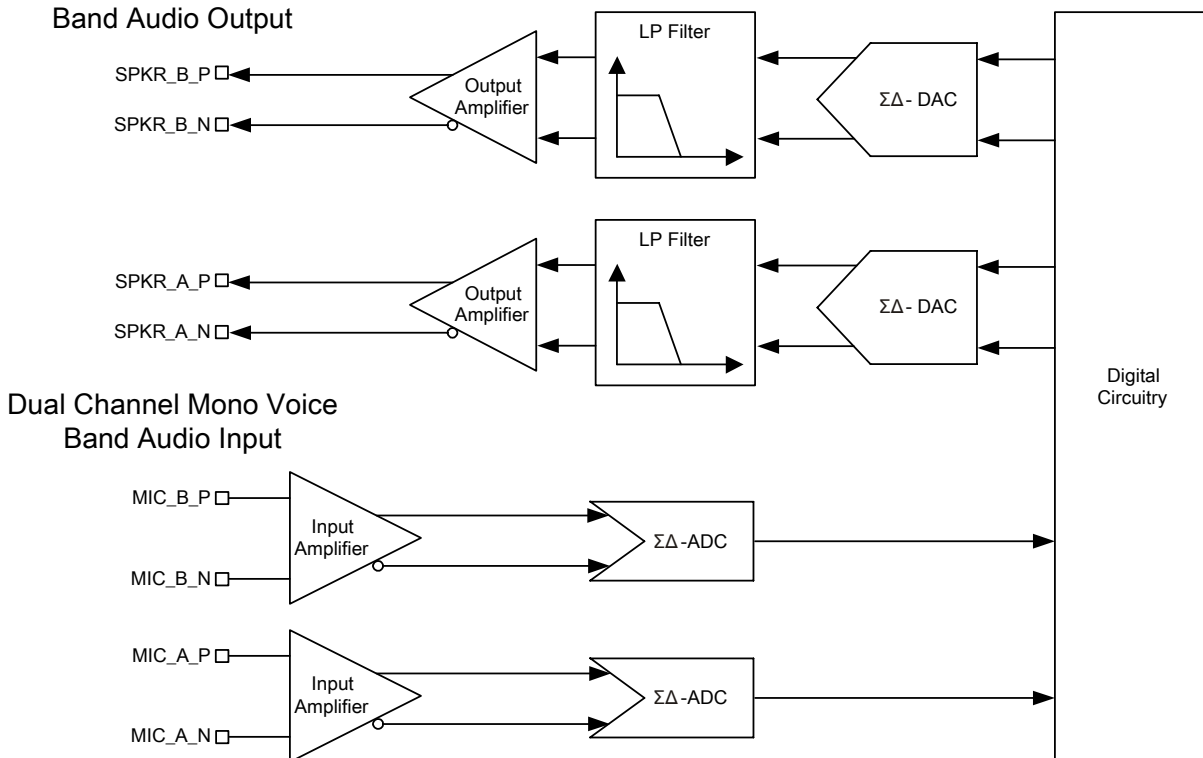 Band Audio Output
LP Filter
SPKR_B_P
Output
Amplifier
ΣΔ - DAC
SPKR_B_N
LP Filter
SPKR_A_P
Output
Amplifier
ΣΔ - DAC
SPKR_A_N
Digital
Circuitry
Dual Channel Mono Voice
Band Audio Input
MIC_B_P
Input
Amplifier
ΣΔ -ADC
MIC_B_N
MIC_A_P
Input
Amplifier
ΣΔ -ADC
MIC_A_N